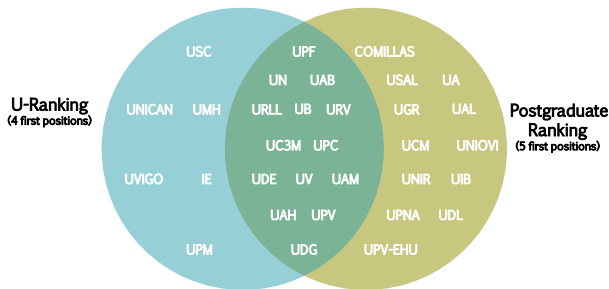 U-Ranking
(4 first positions)
USC
UNICAN UMH
UVIGO IE
UPM
UPF
UN UAB
URLL UB URV
UC3M UPC
UDE UV UAM
UAH UPV
UDG
COMILLAS
USAL UA
UGR UAL
UCM UNIOVI
UNIR UIB
UPNA UDL
UPV-EHU
Postgraduate
Ranking
(5 first positions)